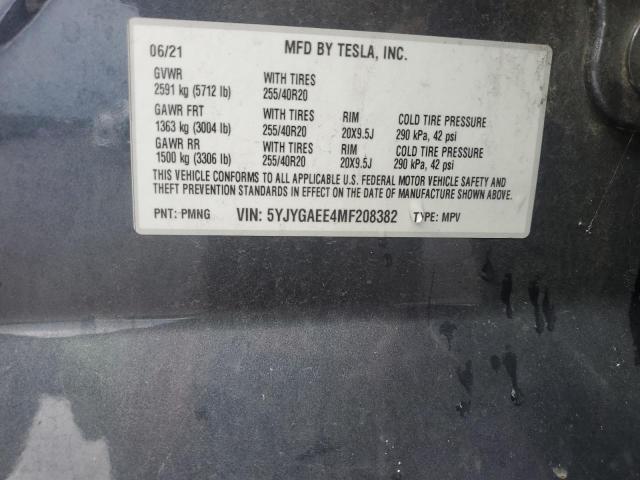 06/21 MFD BY TESLA, INC.
GVWR WITH TIRES
2591 kg (5712 lb) 255/40R20
GAWR FRT WITH TIRES RIM COLD TIRE PRESSURE
1363 kg (3004 lb) 255/40R20 20X9.5J 290 kPa, 42 psi
GAWR RR WITH TIRES RIM COLD TIRE PRESSURE
1500 kg (3306 lb) 255/40R20 20X9.5J 290 kPa, 42 psi
THIS VEHICLE CONFORMS TO ALL APPLICABLE U.S. FEDERAL MOTOR VEHICLE SAFETY AND
THEFT PREVENTION STANDARDS IN EFFECT ON THE DATE OF MANUFACTURE SHOWN ABOVE.
PNT: PMNG VIN: 5YJYGAEE4MF208382 TYPE: MPV